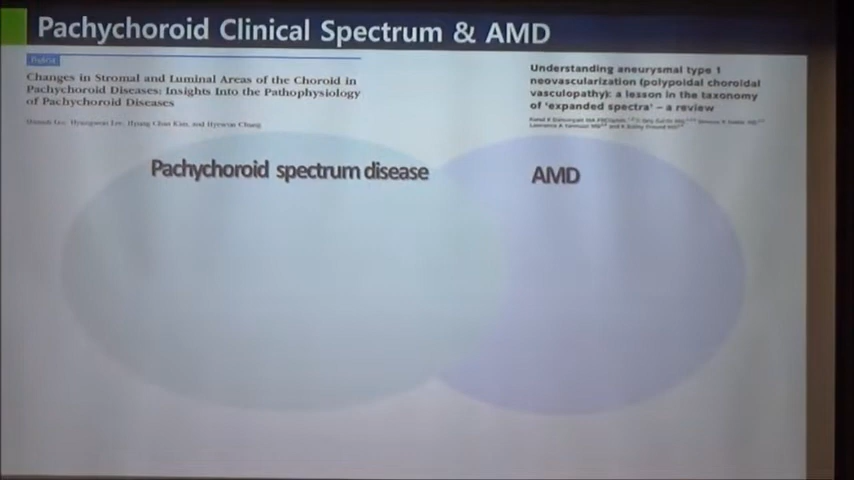 Pachychoroid Clinical Spectrum & AMD
Changes in Stromal and Luminal Areas of the Choroid in
Pachychoroid Diseases: Insights Into the Pathophysiology
of Pachychoroid Diseases
Understanding aneurysmal type 1
neovascularization (polypoidal choroidal
vasculopathy): a lesson in the taxonomy
of ‘expanded spectra’ – a review
Pachychoroid spectrum disease
AMD